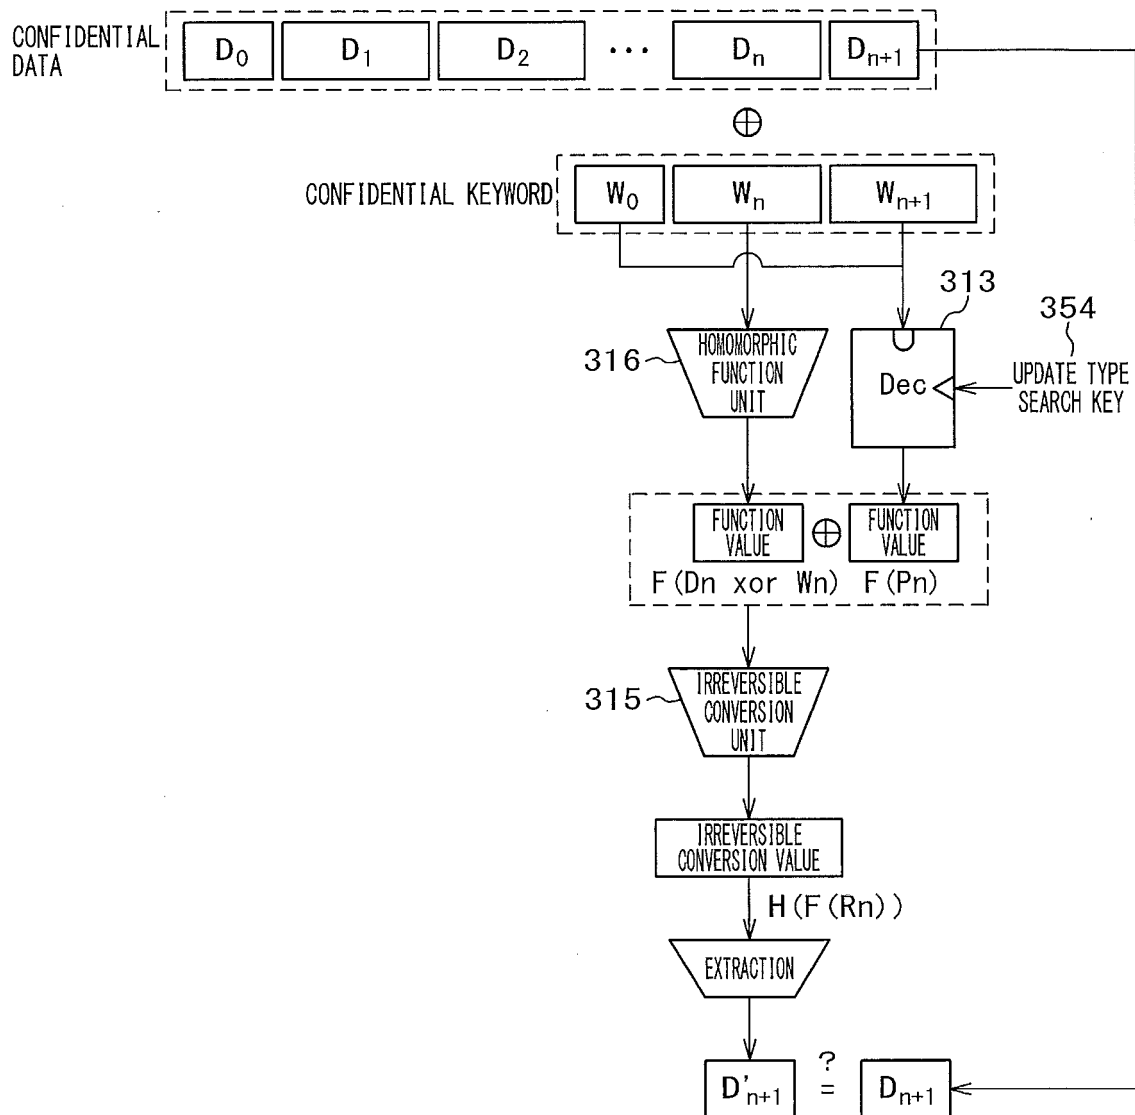 CONFIDENTIAL
DATA
D₀ D₁ D₂ ... Dₙ Dₙ₊₁
⊕
CONFIDENTIAL KEYWORD
W₀ Wₙ Wₙ₊₁
313
354
316
HOMOMORPHIC
FUNCTION
UNIT
Dec
UPDATE TYPE
SEARCH KEY
FUNCTION
VALUE
⊕
FUNCTION
VALUE
F(Dn xor Wn) F(Pn)
315
IRREVERSIBLE
CONVERSION
UNIT
IRREVERSIBLE
CONVERSION VALUE
H(F(Rn))
EXTRACTION
?
D'ₙ₊₁ = Dₙ₊₁